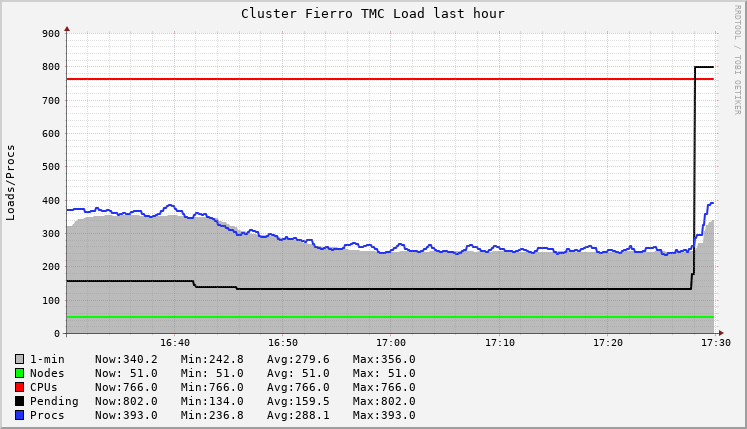 Cluster Fierro TMC Load last hour
RRDTOOL / TOBI OETIKER
Loads/Procs
900
800
700
600
500
400
300
200
100
0
16:40 16:50 17:00 17:10 17:20 17:30
1-min Now:340.2 Min:242.8 Avg:279.6 Max:356.0
Nodes Now: 51.0 Min: 51.0 Avg: 51.0 Max: 51.0
CPUs Now:766.0 Min:766.0 Avg:766.0 Max:766.0
Pending Now:802.0 Min:134.0 Avg:159.5 Max:802.0
Procs Now:393.0 Min:236.8 Avg:288.1 Max:393.0